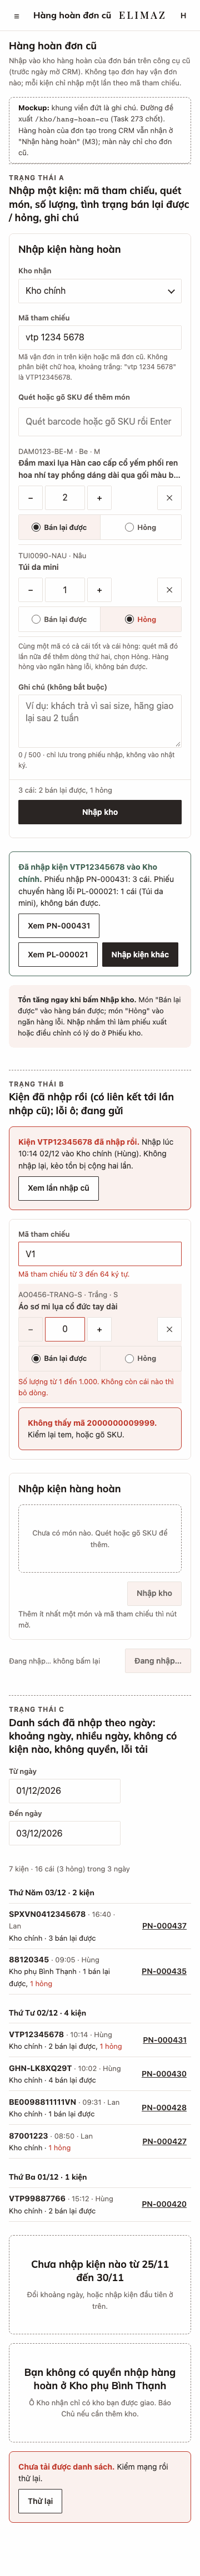 ≡ Hàng hoàn đơn cũ ELIMAZ H
Hàng hoàn đơn cũ
Nhập vào kho hàng hoàn của đơn bán trên công cụ cũ
(trước ngày mở CRM). Không tạo đơn hay vận đơn
nào; mỗi kiện chỉ nhập một lần theo mã tham chiếu.
Mockup: khung viền đứt là ghi chú. Đường đề
xuất /kho/hang-hoan-cu (Task 273 chốt).
Hàng hoàn của đơn tạo trong CRM vẫn nhận ở
"Nhận hàng hoàn" (M3); màn này chỉ cho đơn
cũ.
TRẠNG THÁI A
Nhập một kiện: mã tham chiếu, quét
món, số lượng, tình trạng bán lại được
/ hỏng, ghi chú
Nhập kiện hàng hoàn
Kho nhận
Kho chính
Mã tham chiếu
vtp 1234 5678
Mã vận đơn in trên kiện hoặc mã đơn cũ. Không
phân biệt chữ hoa, khoảng trắng: "vtp 1234 5678"
là VTP12345678.
Quét hoặc gõ SKU để thêm món
Quét barcode hoặc gõ SKU rồi Enter
DAM0123-BE-M · Be · M
Đầm maxi lụa Hàn cao cấp cổ yếm phối ren
hoa nhí tay phồng dáng dài qua gối màu b...
− 2 + ×
Bán lại được Hỏng
TUI0090-NAU · Nâu
Túi da mini
− 1 + ×
Bán lại được Hỏng
Cùng một mã có cả cái tốt và cái hỏng: quét mã đó
lần nữa để thêm dòng thứ hai, chọn Hỏng. Hàng
hỏng vào ngăn hàng lỗi, không bán được.
Ghi chú (không bắt buộc)
Ví dụ: khách trả vì sai size, hãng giao
lại sau 2 tuần
0 / 500 · chỉ lưu trong phiếu nhập, không vào nhật
ký.
3 cái: 2 bán lại được, 1 hỏng
Nhập kho
Đã nhập kiện VTP12345678 vào Kho
chính. Phiếu nhập PN-000431: 3 cái. Phiếu
chuyển hàng lỗi PL-000021: 1 cái (Túi da
mini), không bán được.
Xem PN-000431
Xem PL-000021 Nhập kiện khác
Tồn tăng ngay khi bấm Nhập kho. Món "Bán lại
được" vào hàng bán được; món "Hỏng" vào
ngăn hàng lỗi. Nhập nhầm thì làm phiếu xuất
hoặc điều chỉnh có lý do ở Phiếu kho.
TRẠNG THÁI B
Kiện đã nhập rồi (có liên kết tới lần
nhập cũ); lỗi ô; đang gửi
Kiện VTP12345678 đã nhập rồi. Nhập lúc
10:14 02/12 vào Kho chính (Hùng). Không
nhập lại, kẻo tồn bị cộng hai lần.
Xem lần nhập cũ
Mã tham chiếu
V1
Mã tham chiếu từ 3 đến 64 ký tự.
AO0456-TRANG-S · Trắng · S
Áo sơ mi lụa cổ đức tay dài
− 0 + ×
Bán lại được Hỏng
Số lượng từ 1 đến 1.000. Không còn cái nào thì
bỏ dòng.
Không thấy mã 2000000009999.
Kiểm lại tem, hoặc gõ SKU.
Nhập kiện hàng hoàn
Chưa có món nào. Quét hoặc gõ SKU để
thêm.
Nhập kho
Thêm ít nhất một món và mã tham chiếu thì nút
mở.
Đang nhập... không bấm lại Đang nhập...
TRẠNG THÁI C
Danh sách đã nhập theo ngày:
khoảng ngày, nhiều ngày, không có
kiện nào, không quyền, lỗi tải
Từ ngày
01/12/2026
Đến ngày
03/12/2026
7 kiện · 16 cái (3 hỏng) trong 3 ngày
Thứ Năm 03/12 · 2 kiện
SPXVN0412345678 · 16:40 ·
Lan
Kho chính · 3 bán lại được
PN-000437
88120345 · 09:05 · Hùng
Kho phụ Bình Thạnh · 1 bán lại
được, 1 hỏng
PN-000435
Thứ Tư 02/12 · 4 kiện
VTP12345678 · 10:14 · Hùng
Kho chính · 2 bán lại được, 1 hỏng
PN-000431
GHN-LK8XQ29T · 10:02 · Hùng
Kho chính · 4 bán lại được
PN-000430
BE0098811111VN · 09:31 · Lan
Kho chính · 1 bán lại được
PN-000428
87001223 · 08:50 · Lan
Kho chính · 1 hỏng
PN-000427
Thứ Ba 01/12 · 1 kiện
VTP99887766 · 15:12 · Hùng
Kho chính · 2 bán lại được
PN-000420
Chưa nhập kiện nào từ 25/11
đến 30/11
Đổi khoảng ngày, hoặc nhập kiện đầu tiên ở
trên.
Bạn không có quyền nhập hàng
hoàn ở Kho phụ Bình Thạnh
Ô Kho nhận chỉ có kho bạn được giao. Báo
Chủ nếu cần thêm kho.
Chưa tải được danh sách. Kiểm mạng rồi
thử lại.
Thử lại